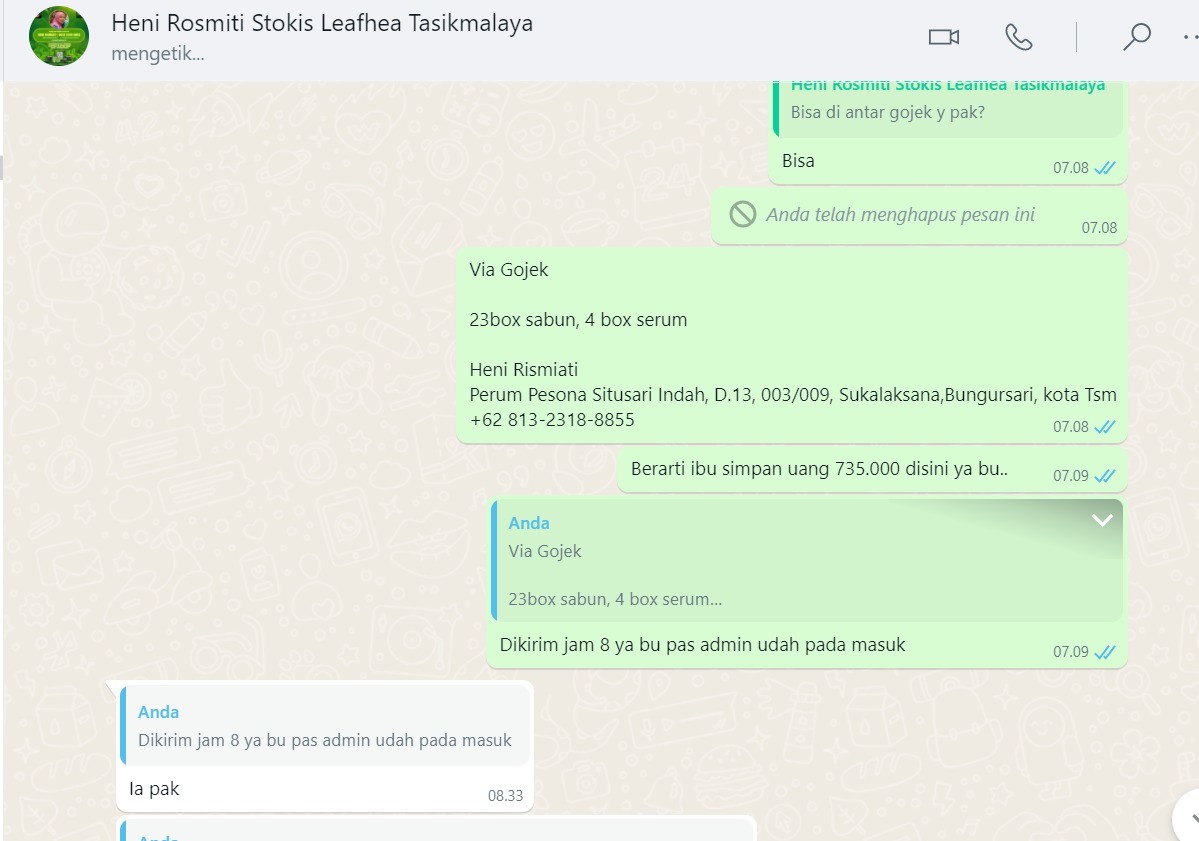 Heni Rosmiti Stokis Leafhea Tasikmalaya
mengetik...
Heni Rosmiti Stokis Leafhea Tasikmalaya
Bisa di antar gojek y pak?
Bisa
07.08
Anda telah menghapus pesan ini
07.08
Via Gojek
23box sabun, 4 box serum
Heni Rismiati
Perum Pesona Situsari Indah, D.13, 003/009, Sukalaksana,Bungursari, kota Tsm
+62 813-2318-8855
07.08
Berarti ibu simpan uang 735.000 disini ya bu..
07.09
Anda
Via Gojek
23box sabun, 4 box serum...
Dikirim jam 8 ya bu pas admin udah pada masuk
07.09
Anda
Dikirim jam 8 ya bu pas admin udah pada masuk
Ia pak
08.33
Anda